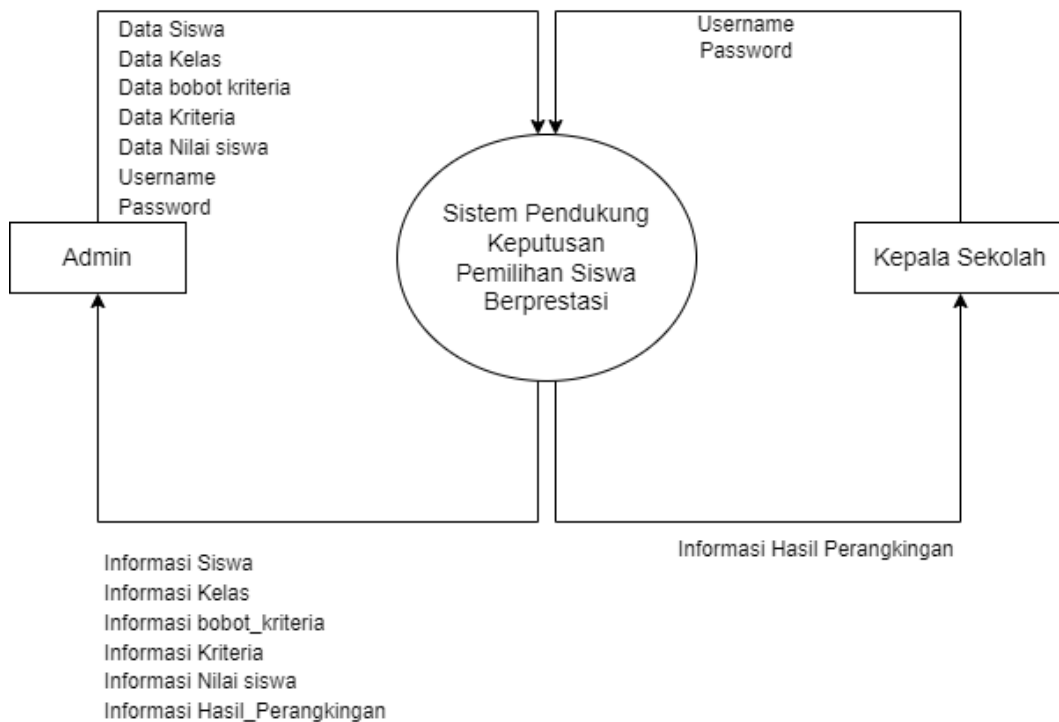 Data Siswa
Data Kelas
Data bobot kriteria
Data Kriteria
Data Nilai siswa
Username
Password
Username
Password
Admin
Sistem Pendukung
Keputusan
Pemilihan Siswa
Berprestasi
Kepala Sekolah
Informasi Siswa
Informasi Kelas
Informasi bobot_kriteria
Informasi Kriteria
Informasi Nilai siswa
Informasi Hasil_Perangkingan
Informasi Hasil Perangkingan